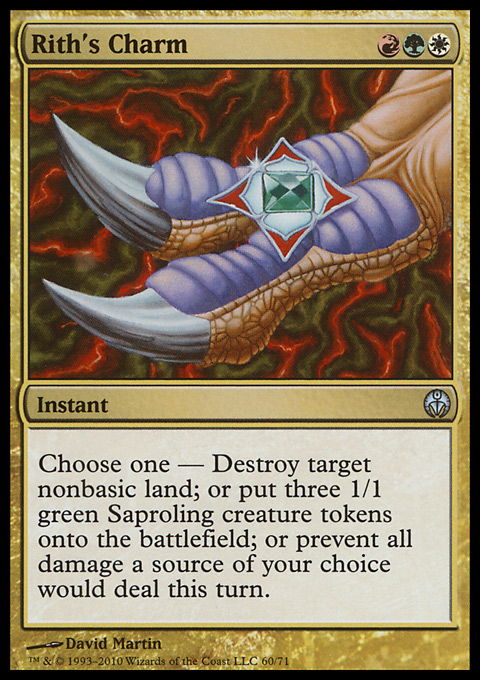 Rith's Charm
Instant
Choose one — Destroy target
nonbasic land; or put three 1/1
green Saproling creature tokens
onto the battlefield; or prevent all
damage a source of your choice
would deal this turn.
David Martin
™ & © 1993–2010 Wizards of the Coast LLC 60/71